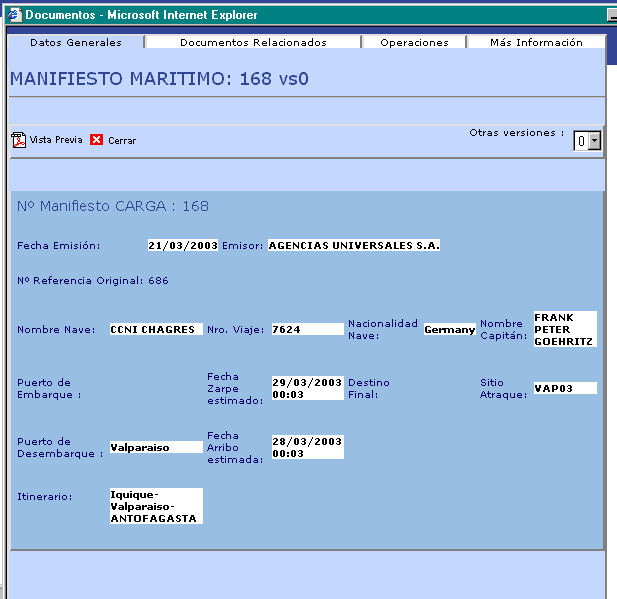 Documentos - Microsoft Internet Explorer
Datos Generales Documentos Relacionados Operaciones Más Información
MANIFIESTO MARITIMO: 168 vs0
Vista Previa Cerrar Otras versiones : 0
Nº Manifiesto CARGA : 168
Fecha Emisión: 21/03/2003 Emisor: AGENCIAS UNIVERSALES S.A.
Nº Referencia Original: 686
Nombre Nave: CCNI CHAGRES Nro. Viaje: 7624 Nacionalidad Nave: Germany Nombre Capitán: FRANK PETER GOEHRITZ
Puerto de Embarque : Fecha Zarpe estimado: 29/03/2003 00:03 Destino Final: Sitio Atraque: VAP03
Puerto de Desembarque : Valparaiso Fecha Arribo estimada: 28/03/2003 00:03
Itinerario: Iquique-
Valparaiso-
ANTOFAGASTA